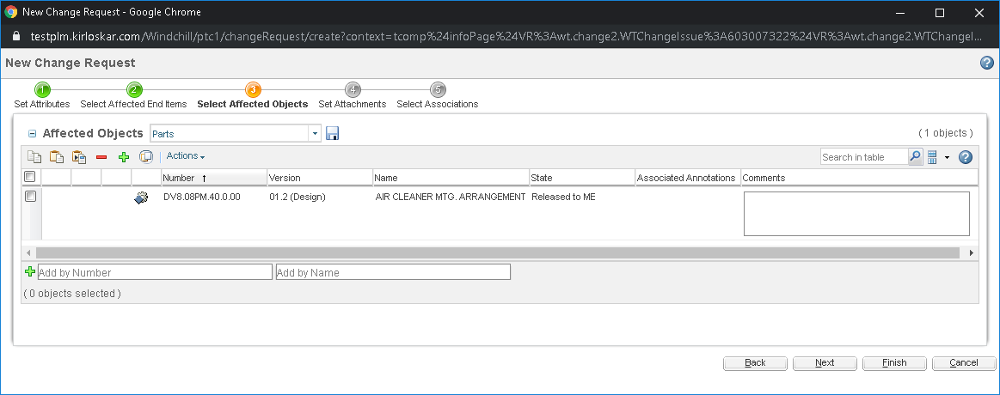 New Change Request - Google Chrome
testplm.kirloskar.com/Windchill/ptc1/changeRequest/create?context=tcomp%24infoPage%24VR%3Awt.change2.WTChangeIssue%3A603007322%24VR%3Awt.change2.WTChangeI...
New Change Request
1 2 3 4 5
Set Attributes Select Affected End Items Select Affected Objects Set Attachments Select Associations
Affected Objects Parts ( 1 objects )
Actions Search in table
Number Version Name State Associated Annotations Comments
DV8.08PM.40.0.00 01.2 (Design) AIR CLEANER MTG. ARRANGEMENT Released to ME
Add by Number Add by Name
( 0 objects selected )
Back Next Finish Cancel